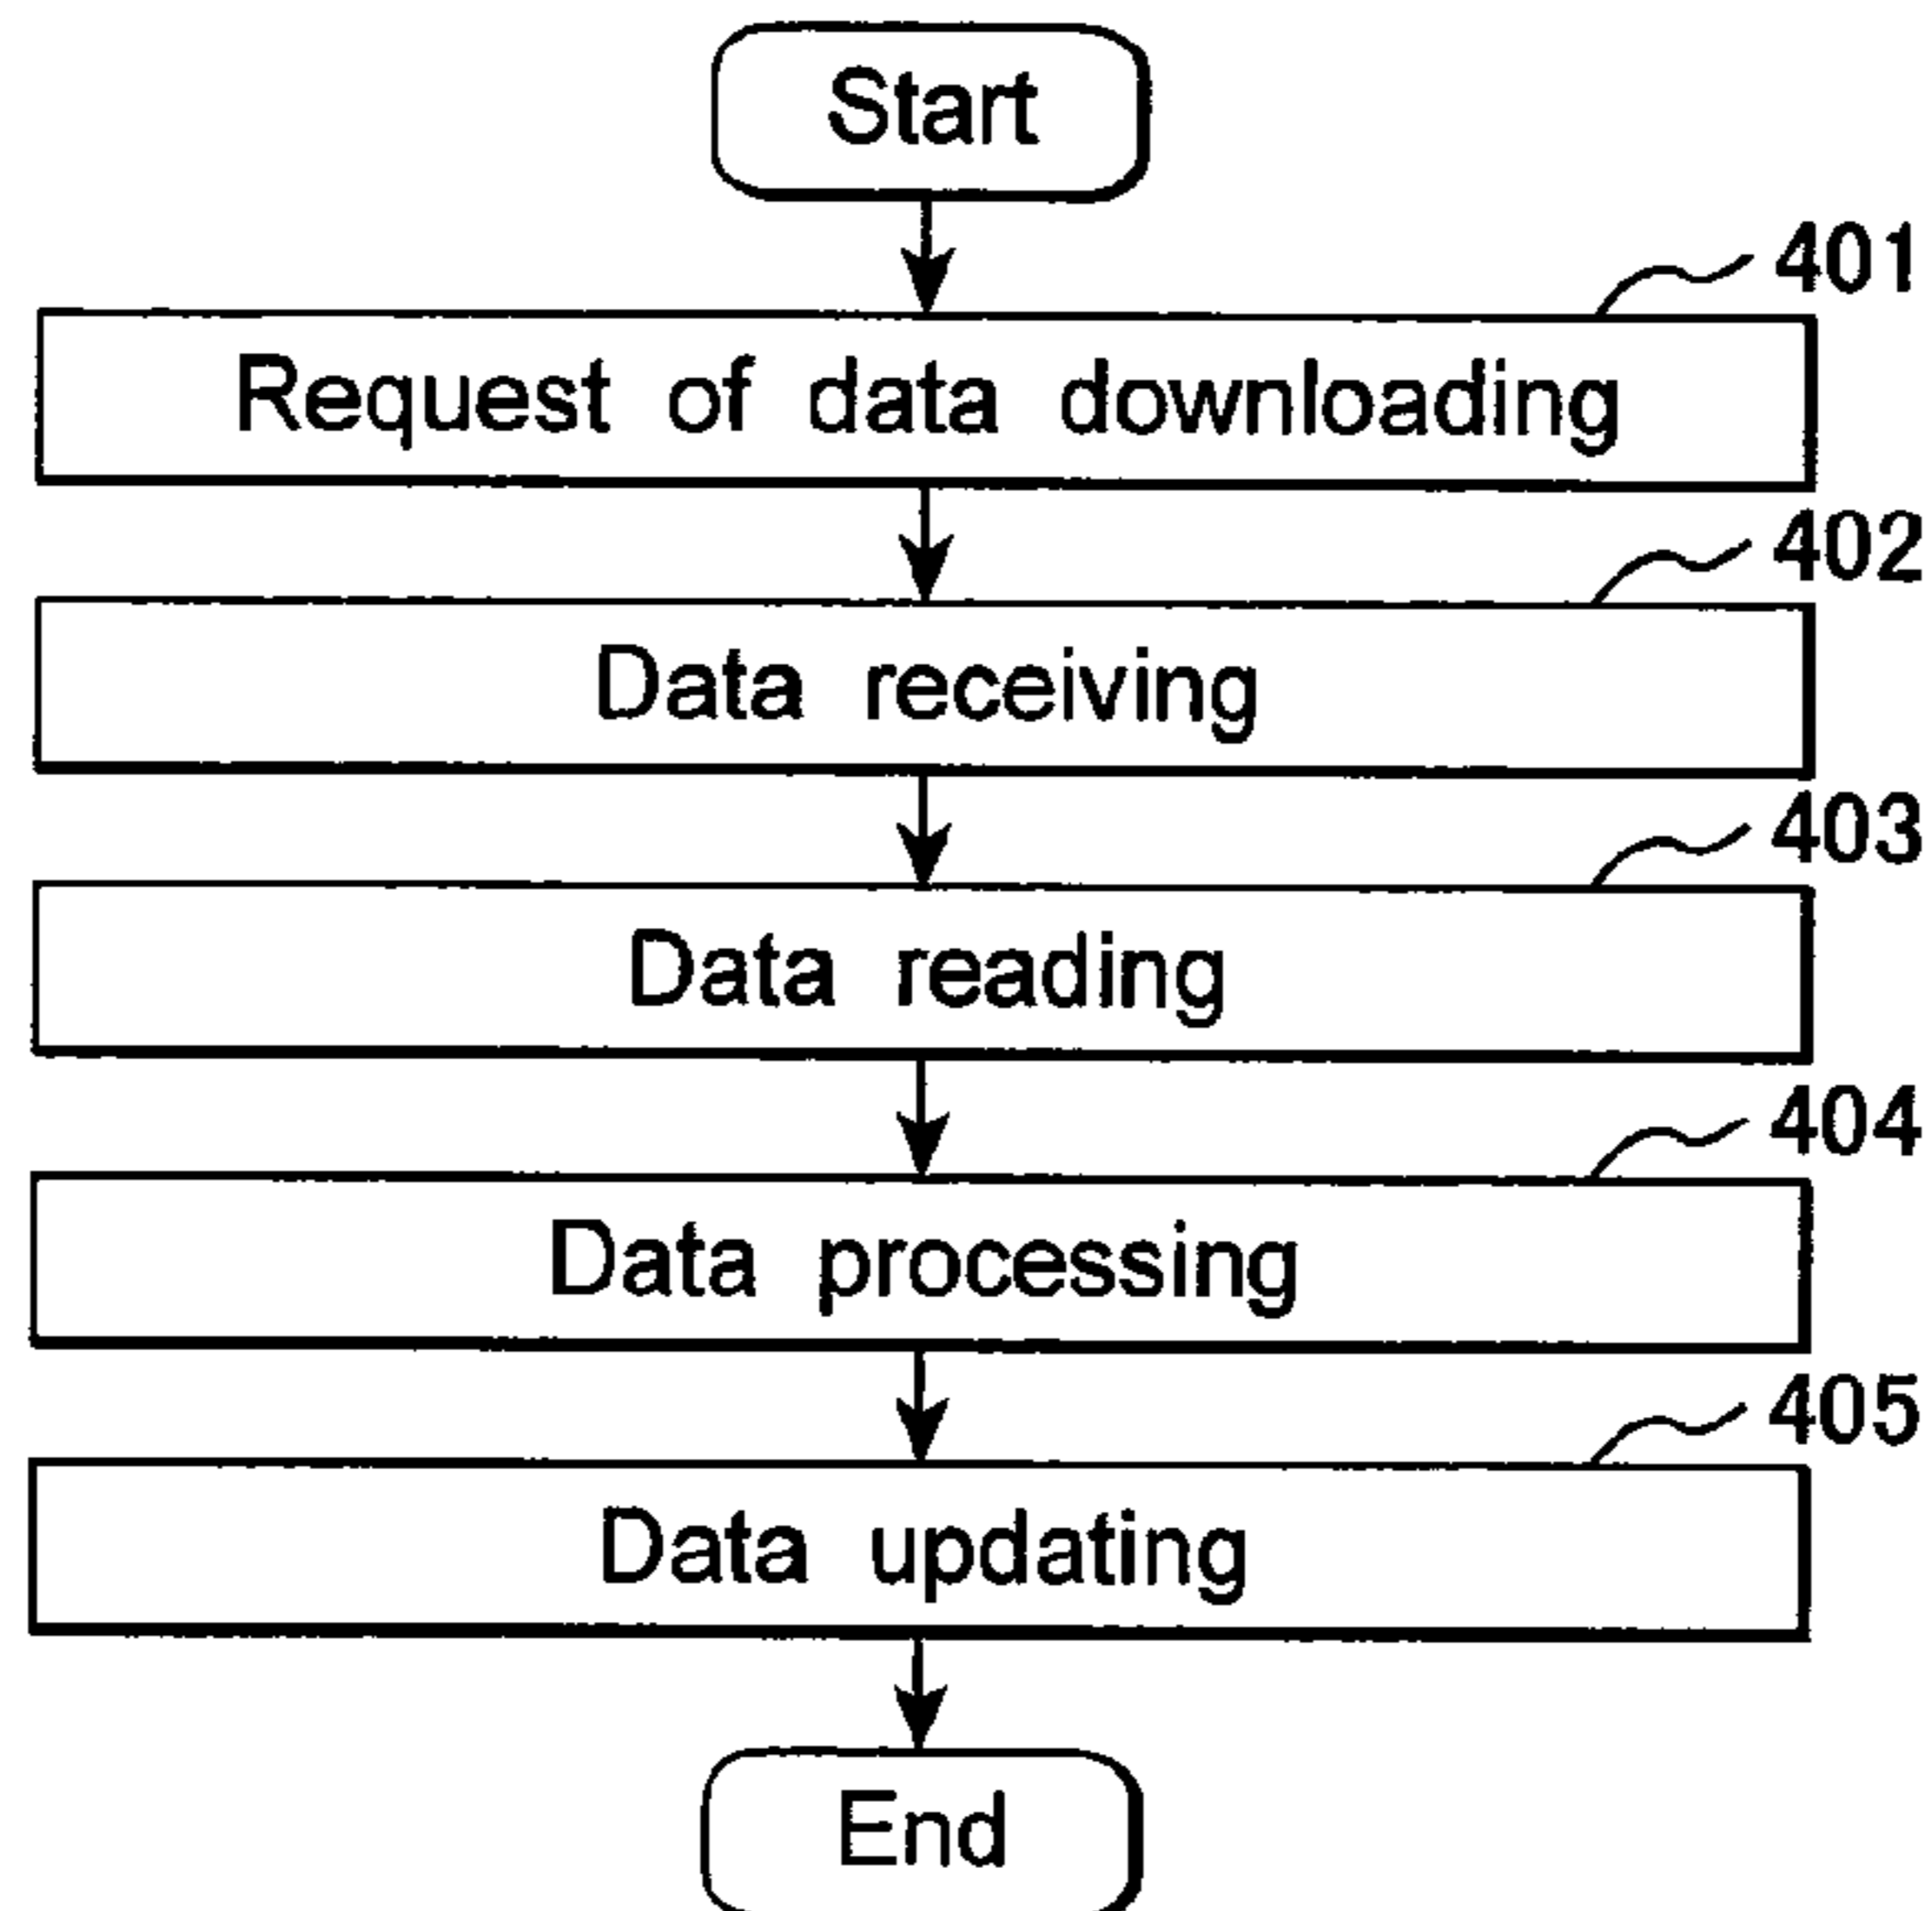 Start
401
Request of data downloading
402
Data receiving
403
Data reading
404
Data processing
405
Data updating
End